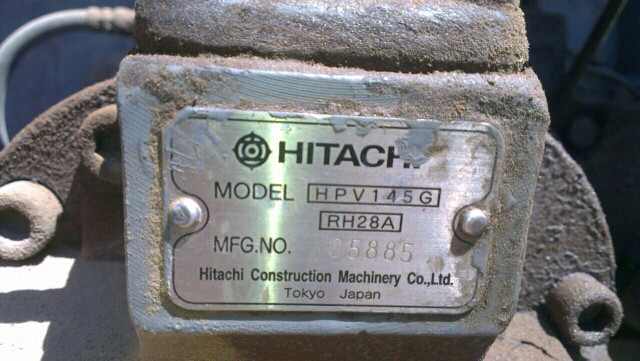 HITACHI
MODEL HPV145G
RH28A
MFG.NO. 05885
Hitachi Construction Machinery Co.,Ltd.
Tokyo Japan